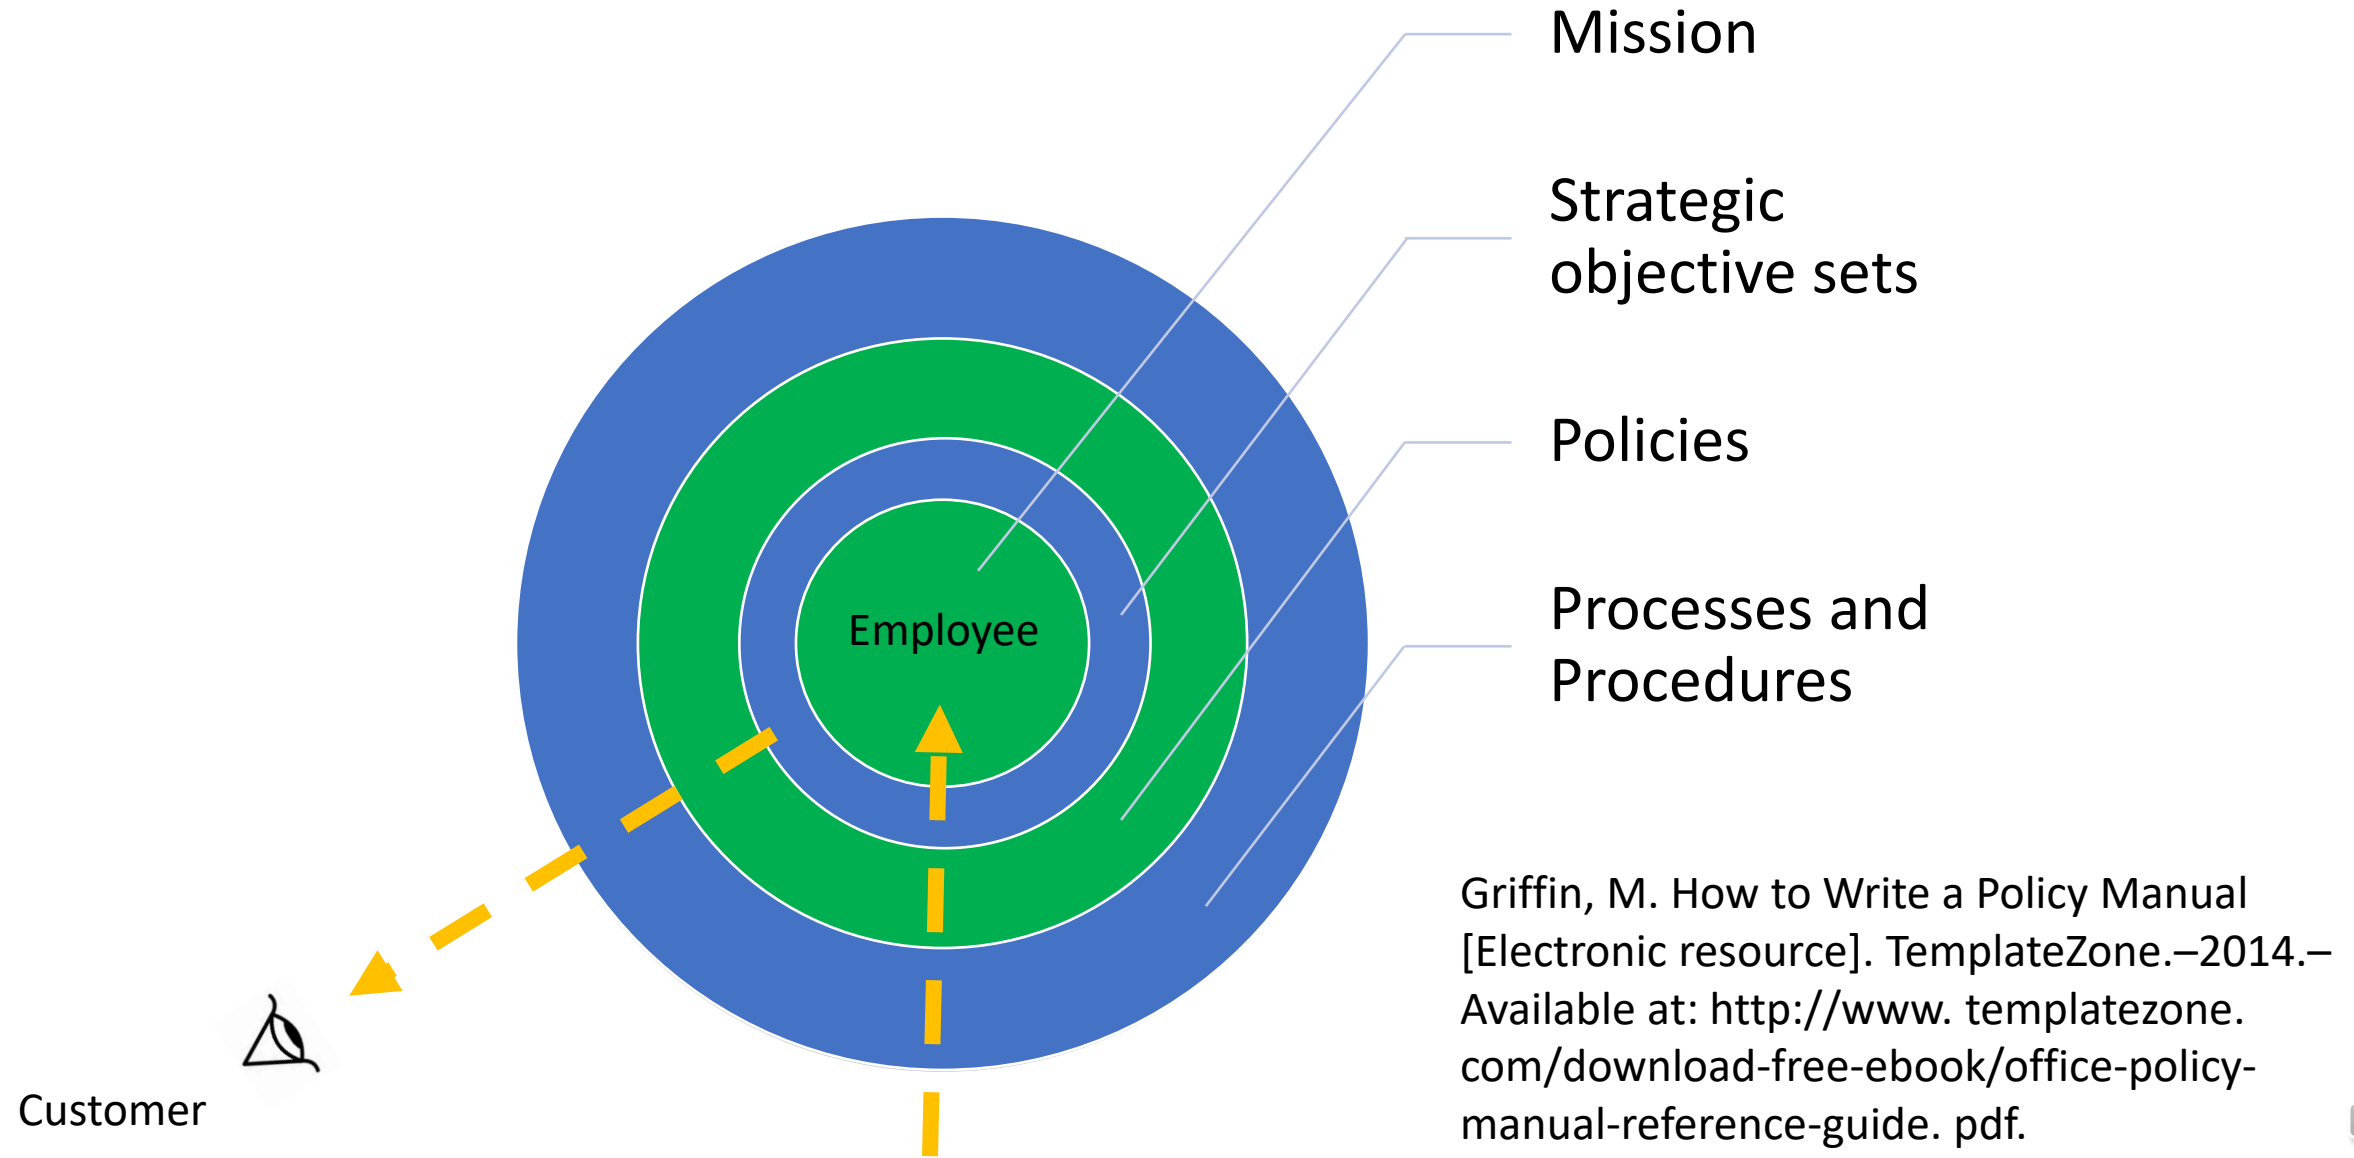 Mission
Strategic
objective sets
Policies
Employee
Processes and
Procedures
Griffin, M. How to Write a Policy Manual
[Electronic resource]. TemplateZone.–2014.–
Available at: http://www. templatezone.
com/download-free-ebook/office-policy-
manual-reference-guide. pdf.
Customer